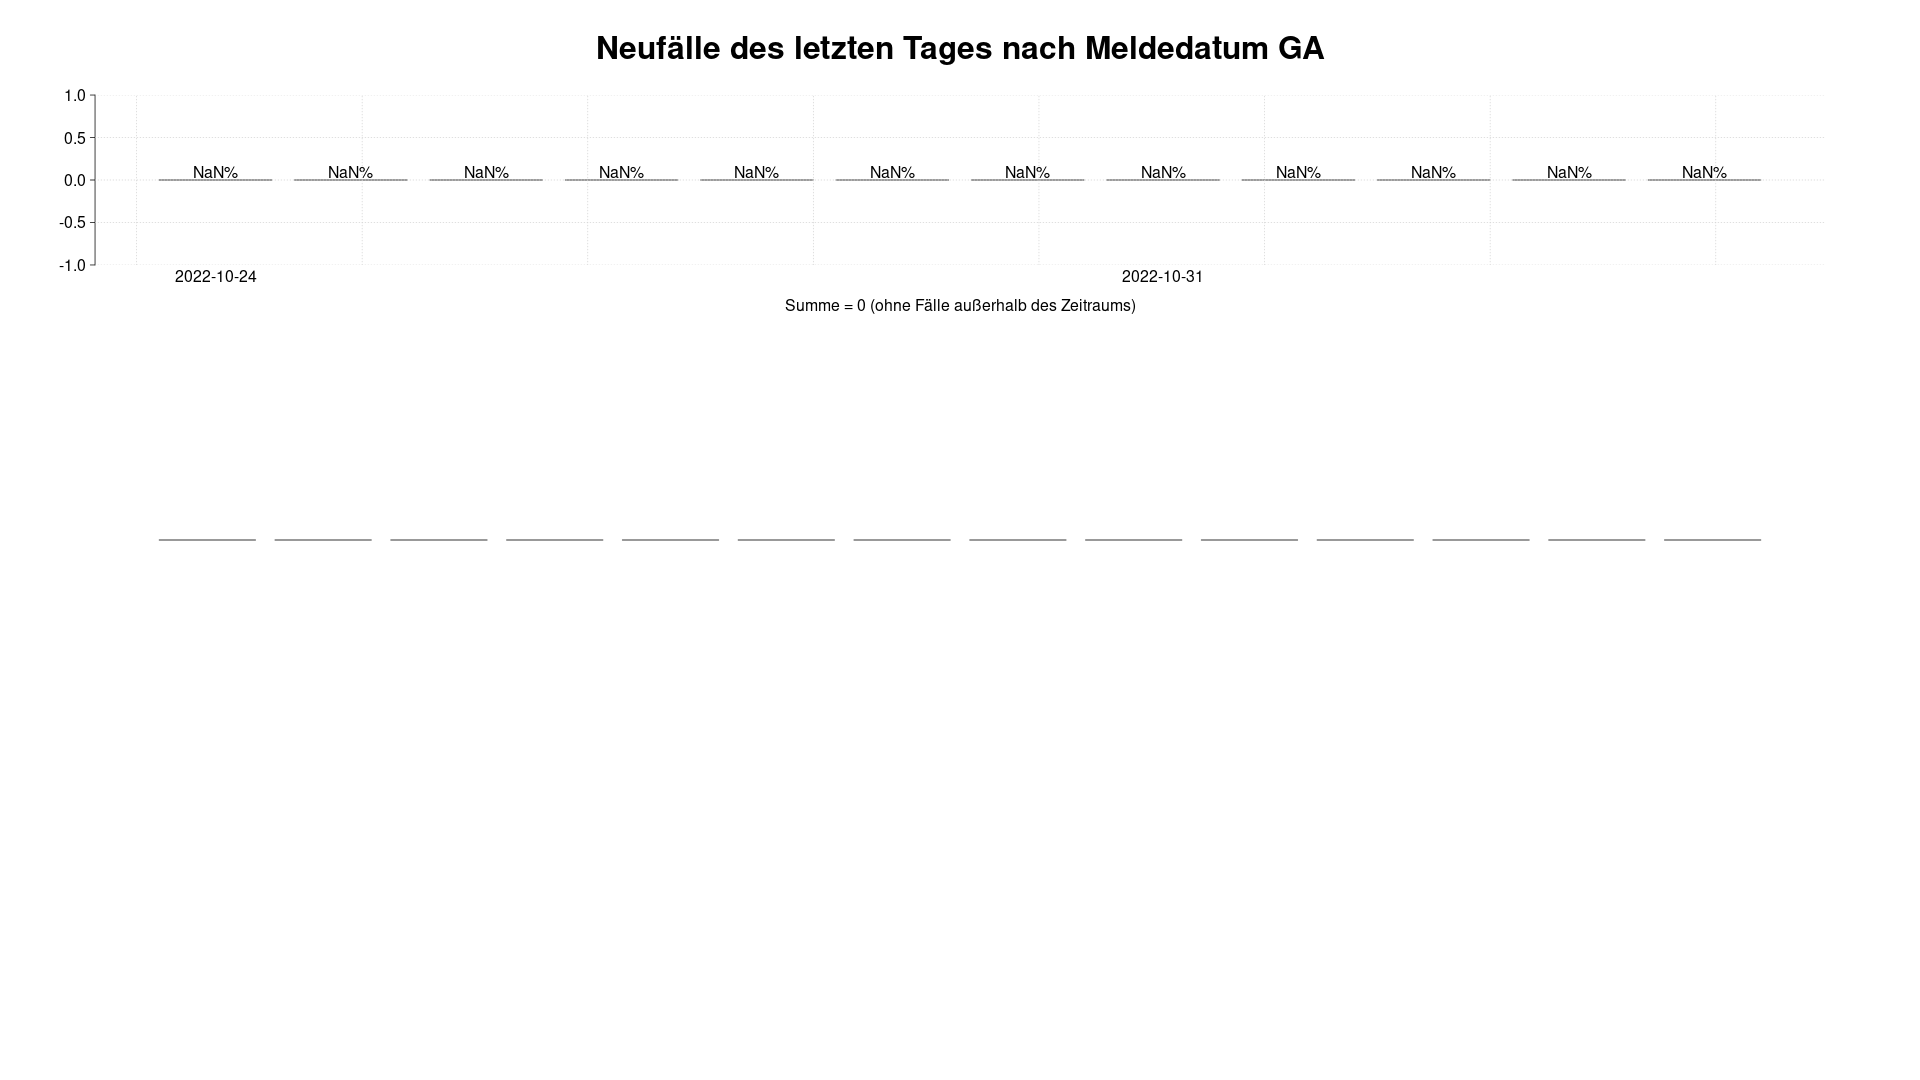 Neufälle des letzten Tages nach Meldedatum GA
1.0
0.5
0.0
-0.5
-1.0
NaN% NaN% NaN% NaN% NaN% NaN% NaN% NaN% NaN% NaN% NaN% NaN%
2022-10-24 2022-10-31
Summe = 0 (ohne Fälle außerhalb des Zeitraums)